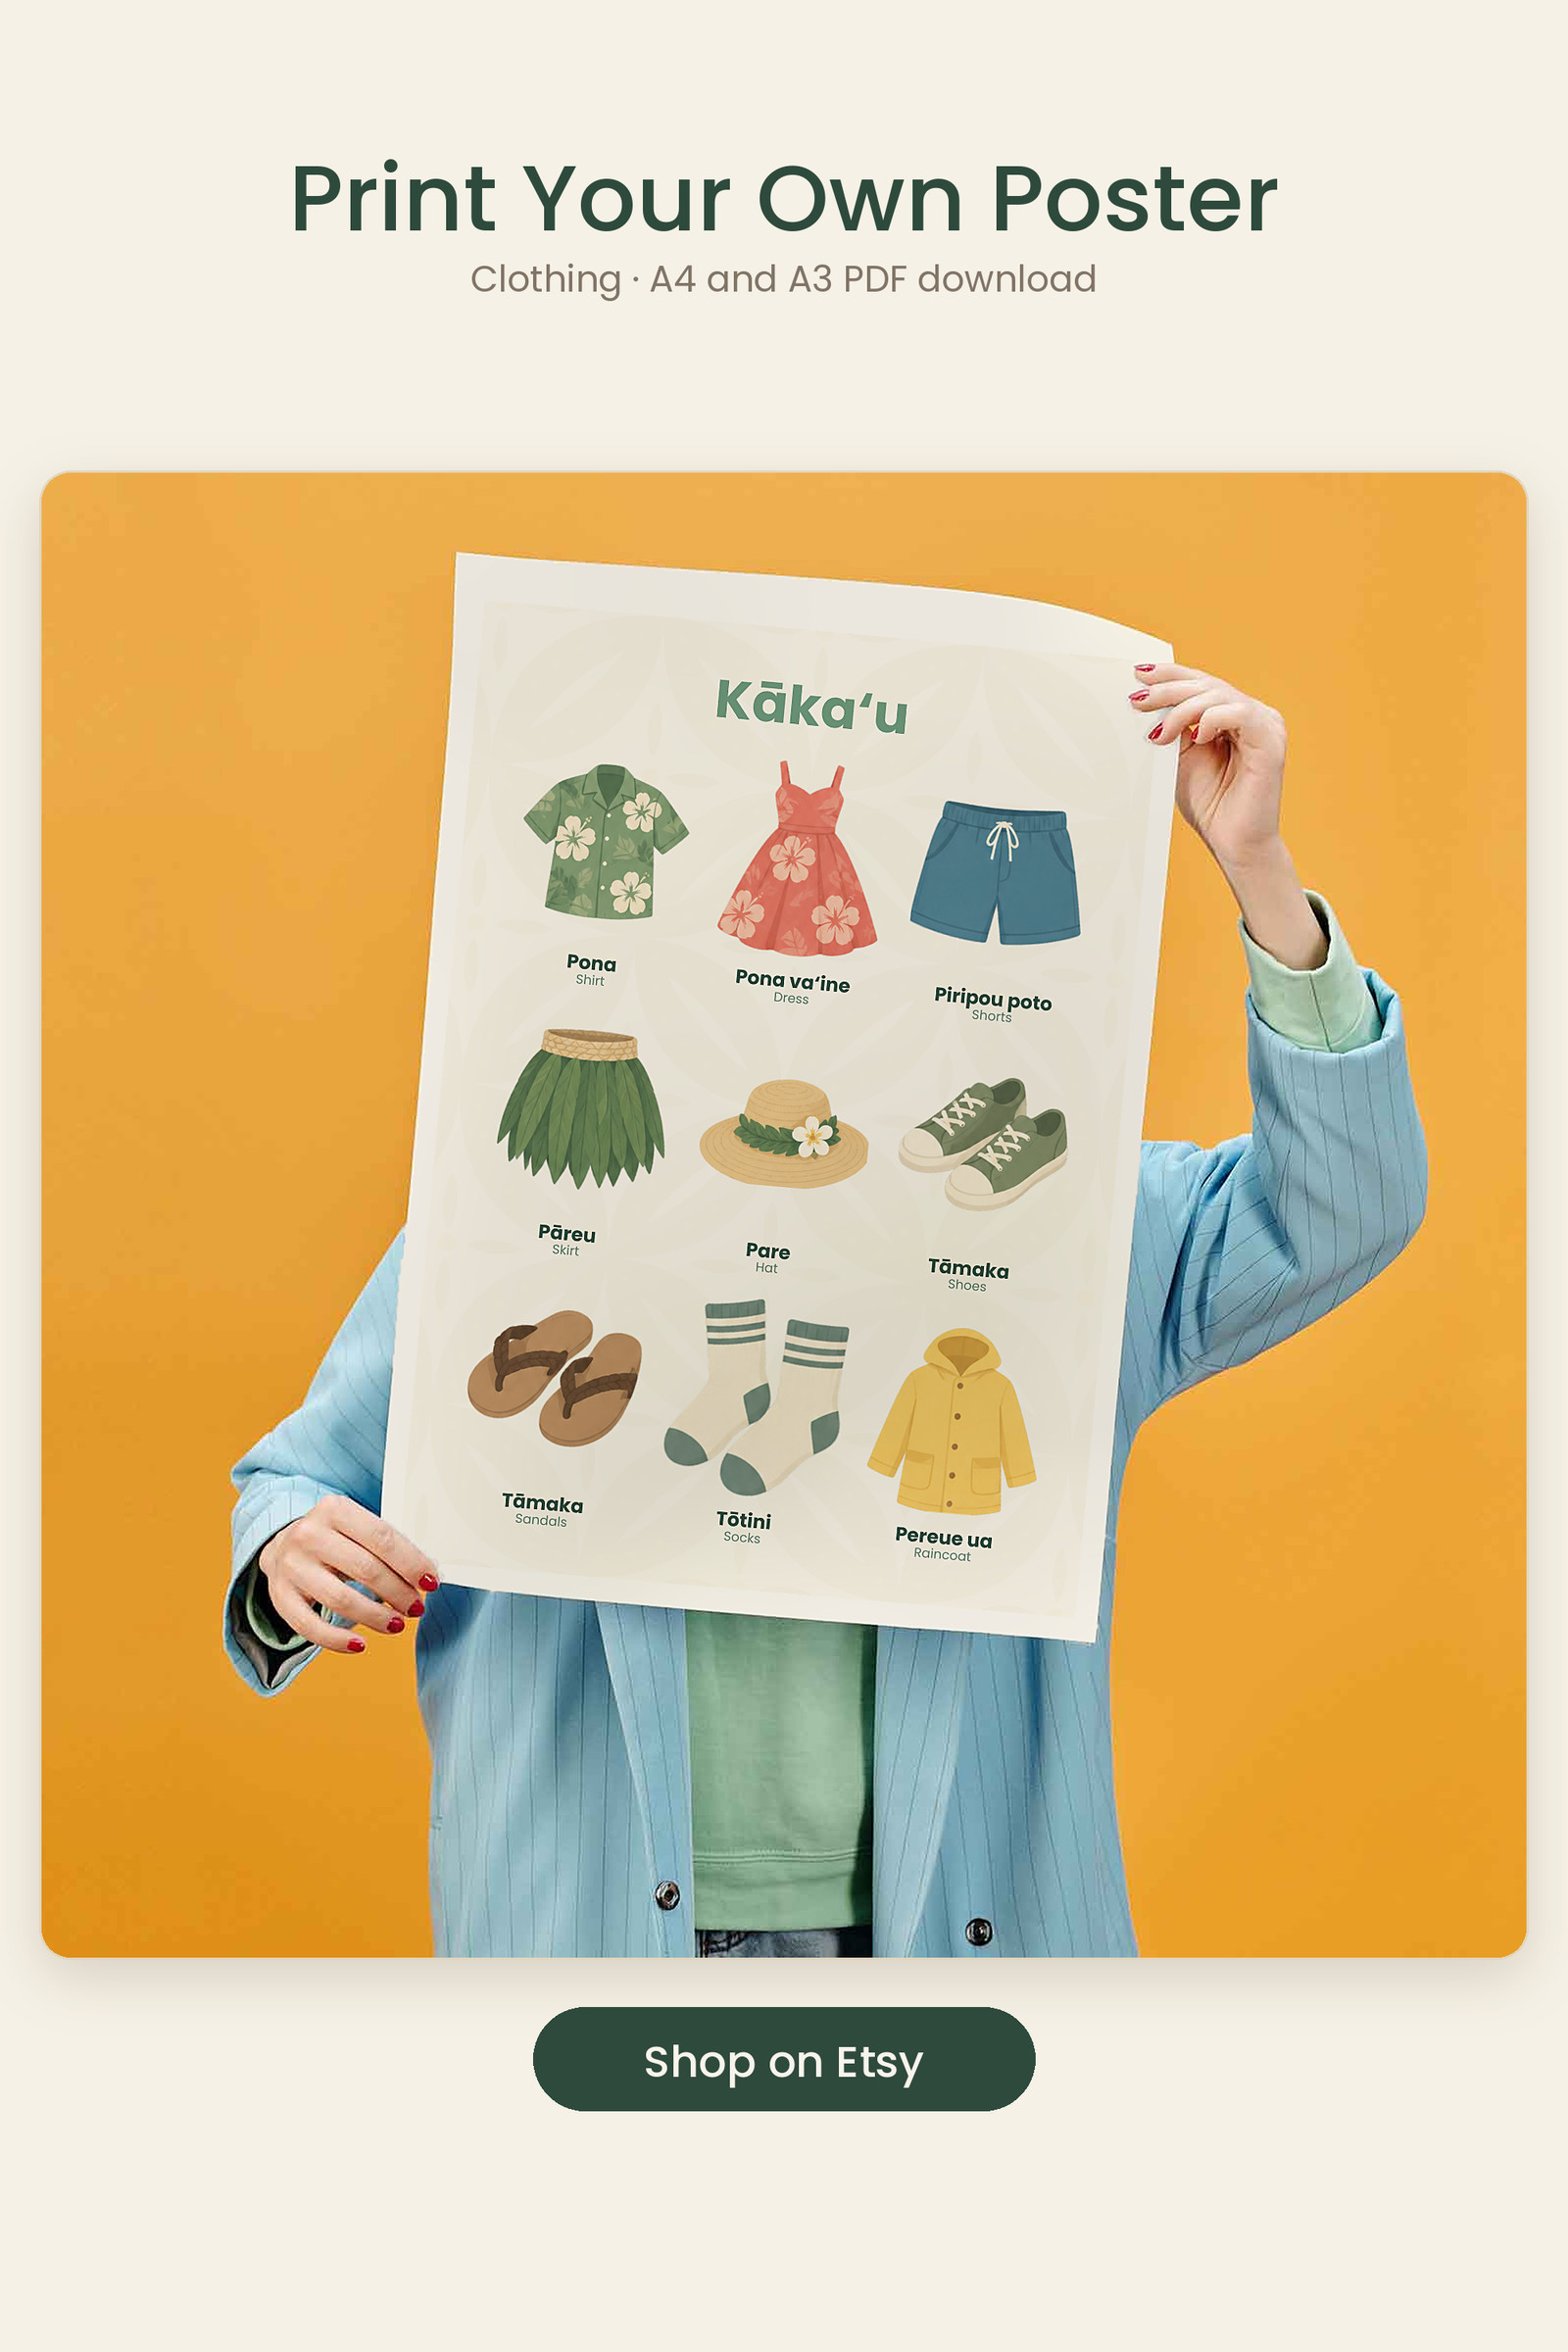 Print Your Own Poster
Clothing · A4 and A3 PDF download
Kāka‘u
Pona
Shirt
Pona va‘ine
Dress
Piripou poto
Shorts
Pāreu
Skirt
Pare
Hat
Tāmaka
Shoes
Tāmaka
Sandals
Tōtini
Socks
Pereue ua
Raincoat
Shop on Etsy